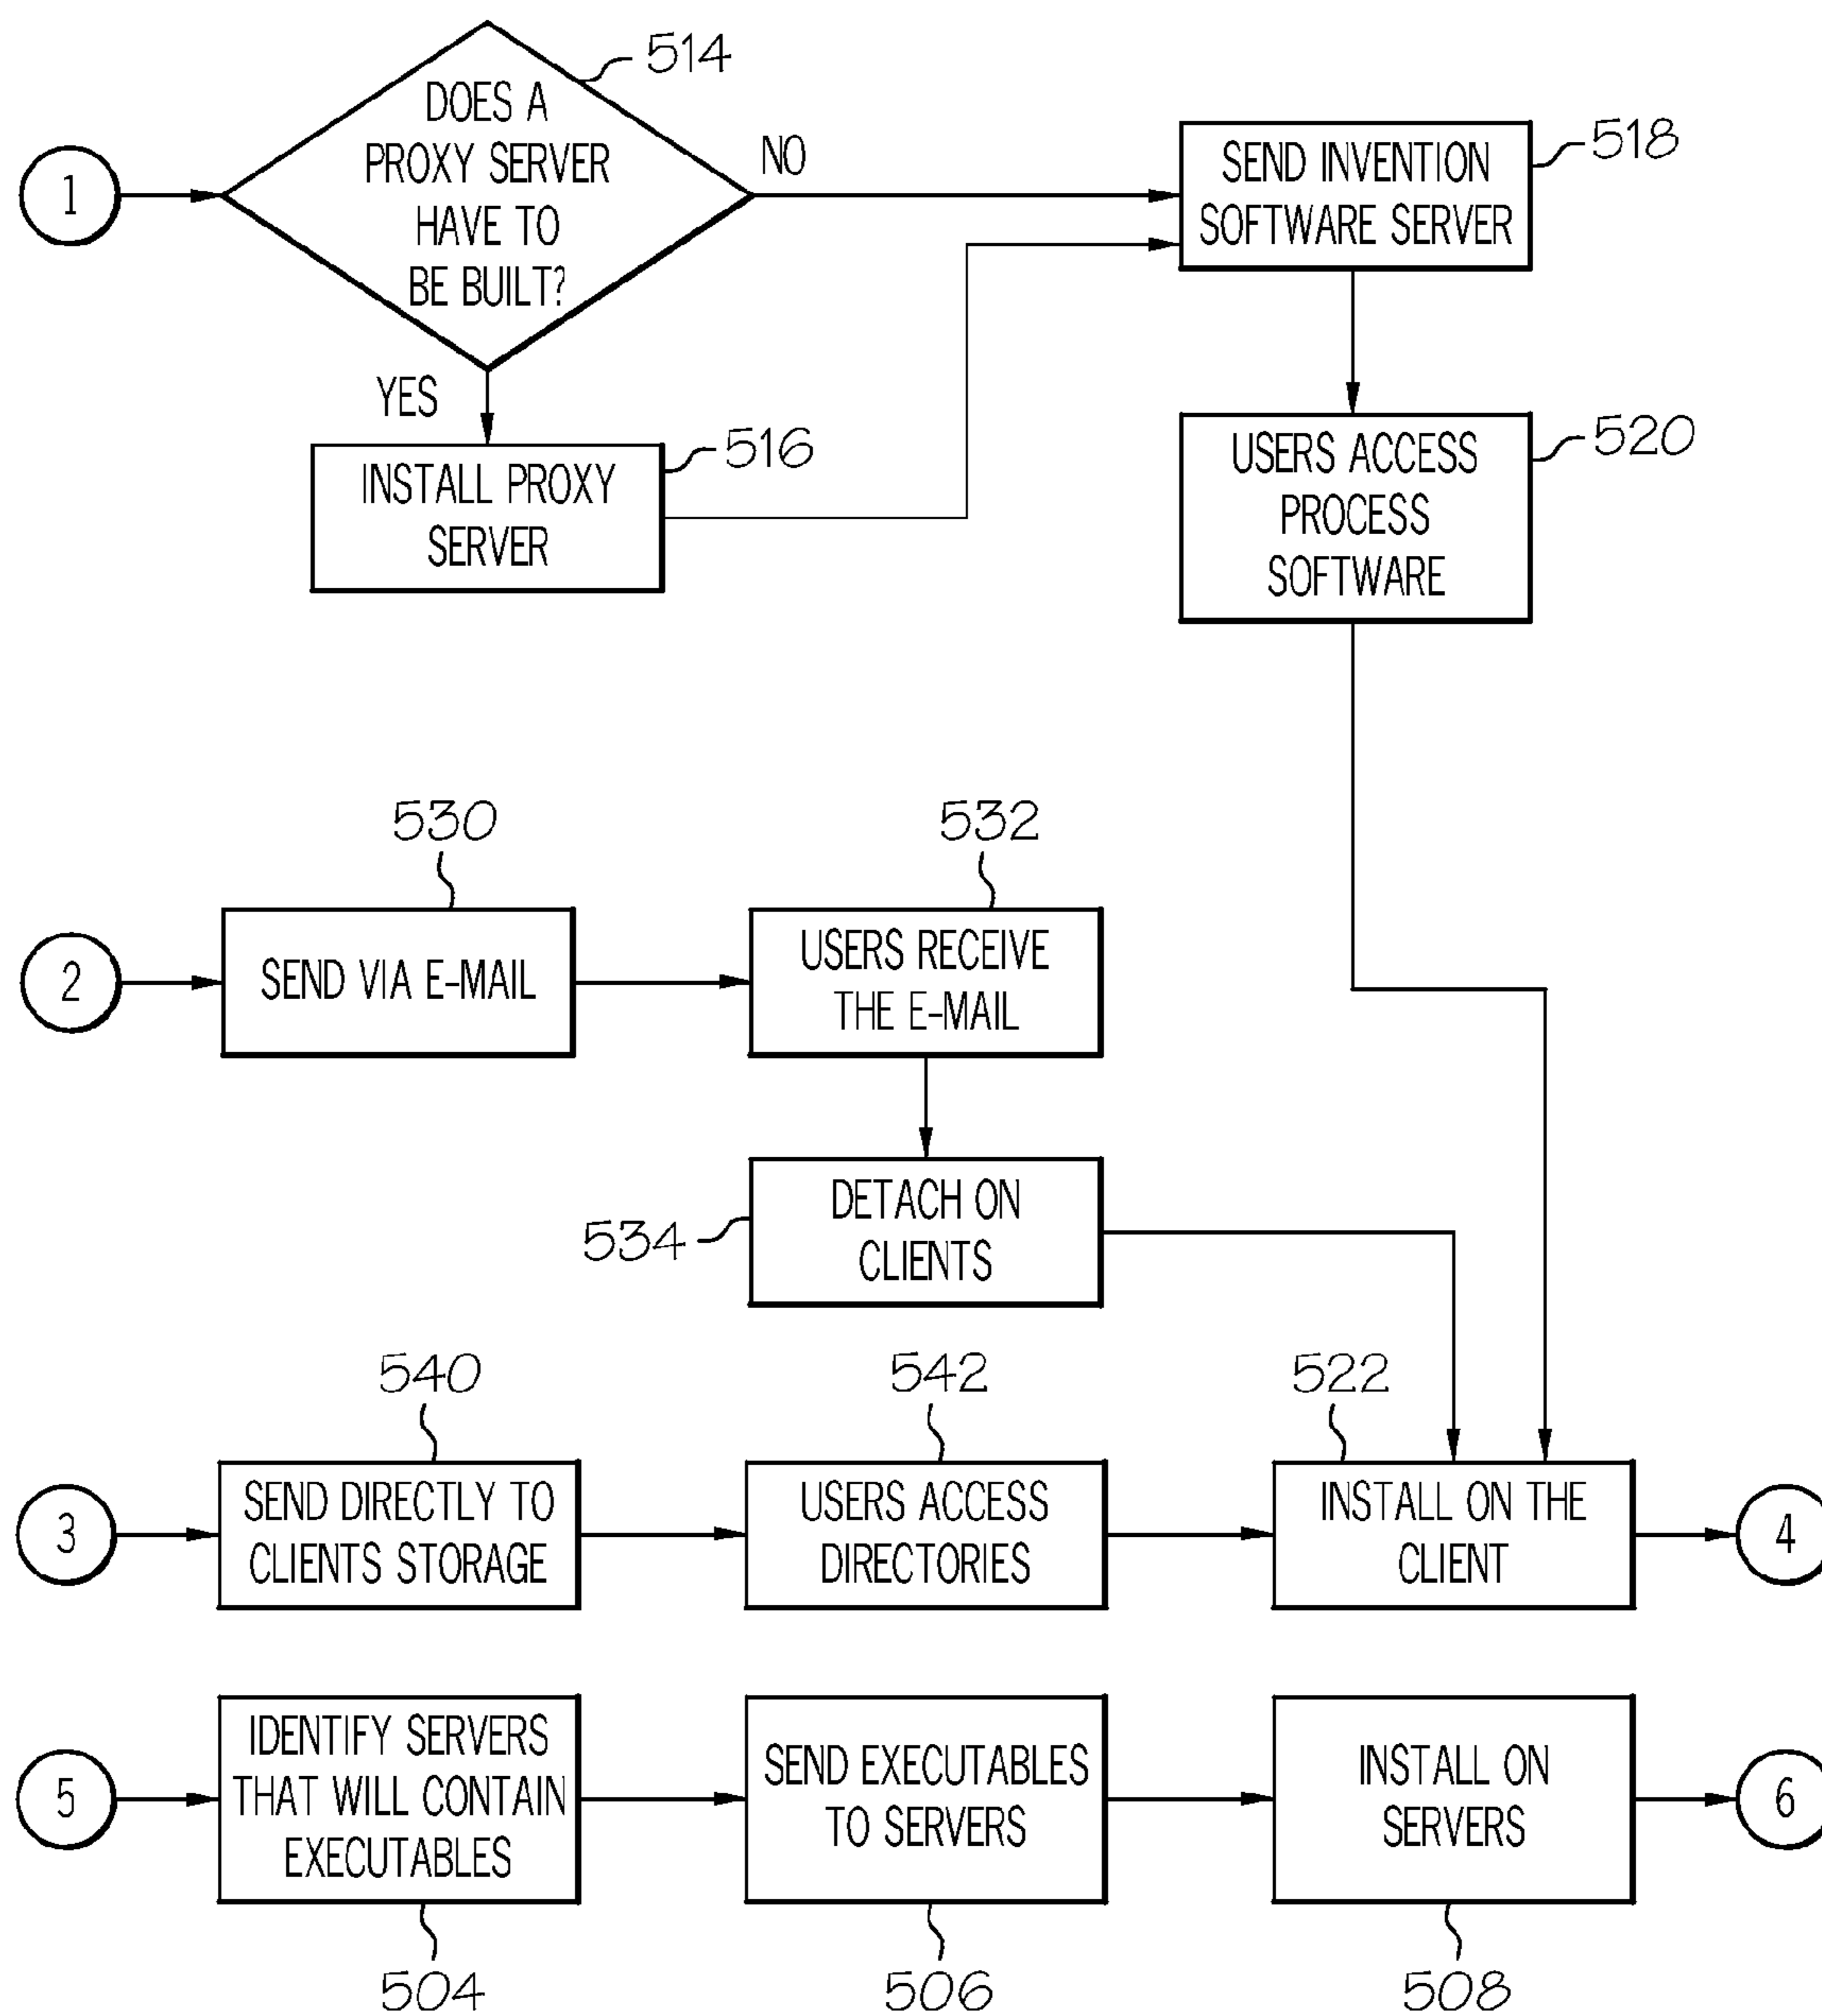 514
DOES A
PROXY SERVER
HAVE TO
BE BUILT?
1
NO
YES
516
INSTALL PROXY
SERVER
518
SEND INVENTION
SOFTWARE SERVER
520
USERS ACCESS
PROCESS
SOFTWARE
530
532
2
SEND VIA E-MAIL
USERS RECEIVE
THE E-MAIL
534
DETACH ON
CLIENTS
540
542
522
3
SEND DIRECTLY TO
CLIENTS STORAGE
USERS ACCESS
DIRECTORIES
INSTALL ON THE
CLIENT
4
5
IDENTIFY SERVERS
THAT WILL CONTAIN
EXECUTABLES
SEND EXECUTABLES
TO SERVERS
INSTALL ON
SERVERS
6
504
506
508